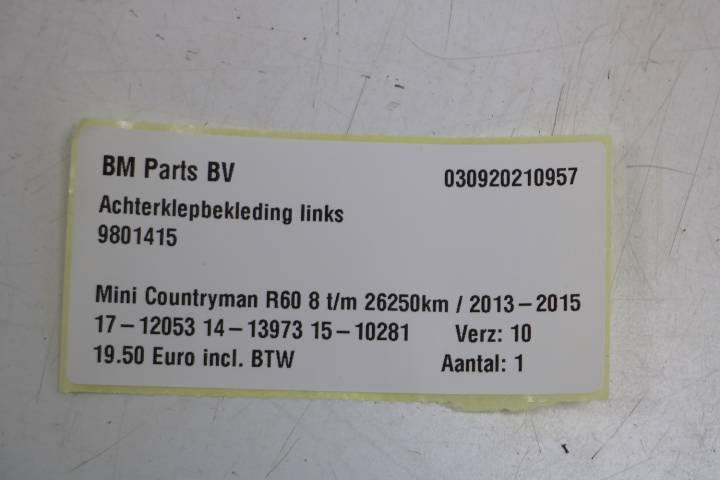 BM Parts BV 030920210957
Achterklepbekleding links
9801415
Mini Countryman R60 8 t/m 26250km / 2013-2015
17-12053 14-13973 15-10281 Verz: 10
19.50 Euro incl. BTW Aantal: 1